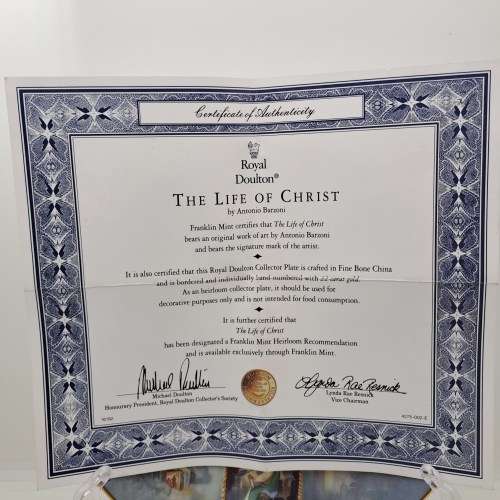 Certificate of Authenticity
Royal
Doulton®
THE LIFE OF CHRIST
by Antonio Barzoni
Franklin Mint certifies that The Life of Christ
bears an original work of art by Antonio Barzoni
and bears the signature mark of the artist.
It is also certified that this Royal Doulton Collector Plate is crafted in Fine Bone China
and is bordered and individually hand-numbered with 22 carat gold.
As an heirloom collector plate, it should be used for
decorative purposes only and is not intended for food consumption.
It is further certified that
The Life of Christ
has been designated a Franklin Mint Heirloom Recommendation
and is available exclusively through Franklin Mint.
Michael Doulton
Michael Doulton
Honourary President, Royal Doulton Collector's Society
Lynda Rae Resnick
Lynda Rae Resnick
Vice Chairman